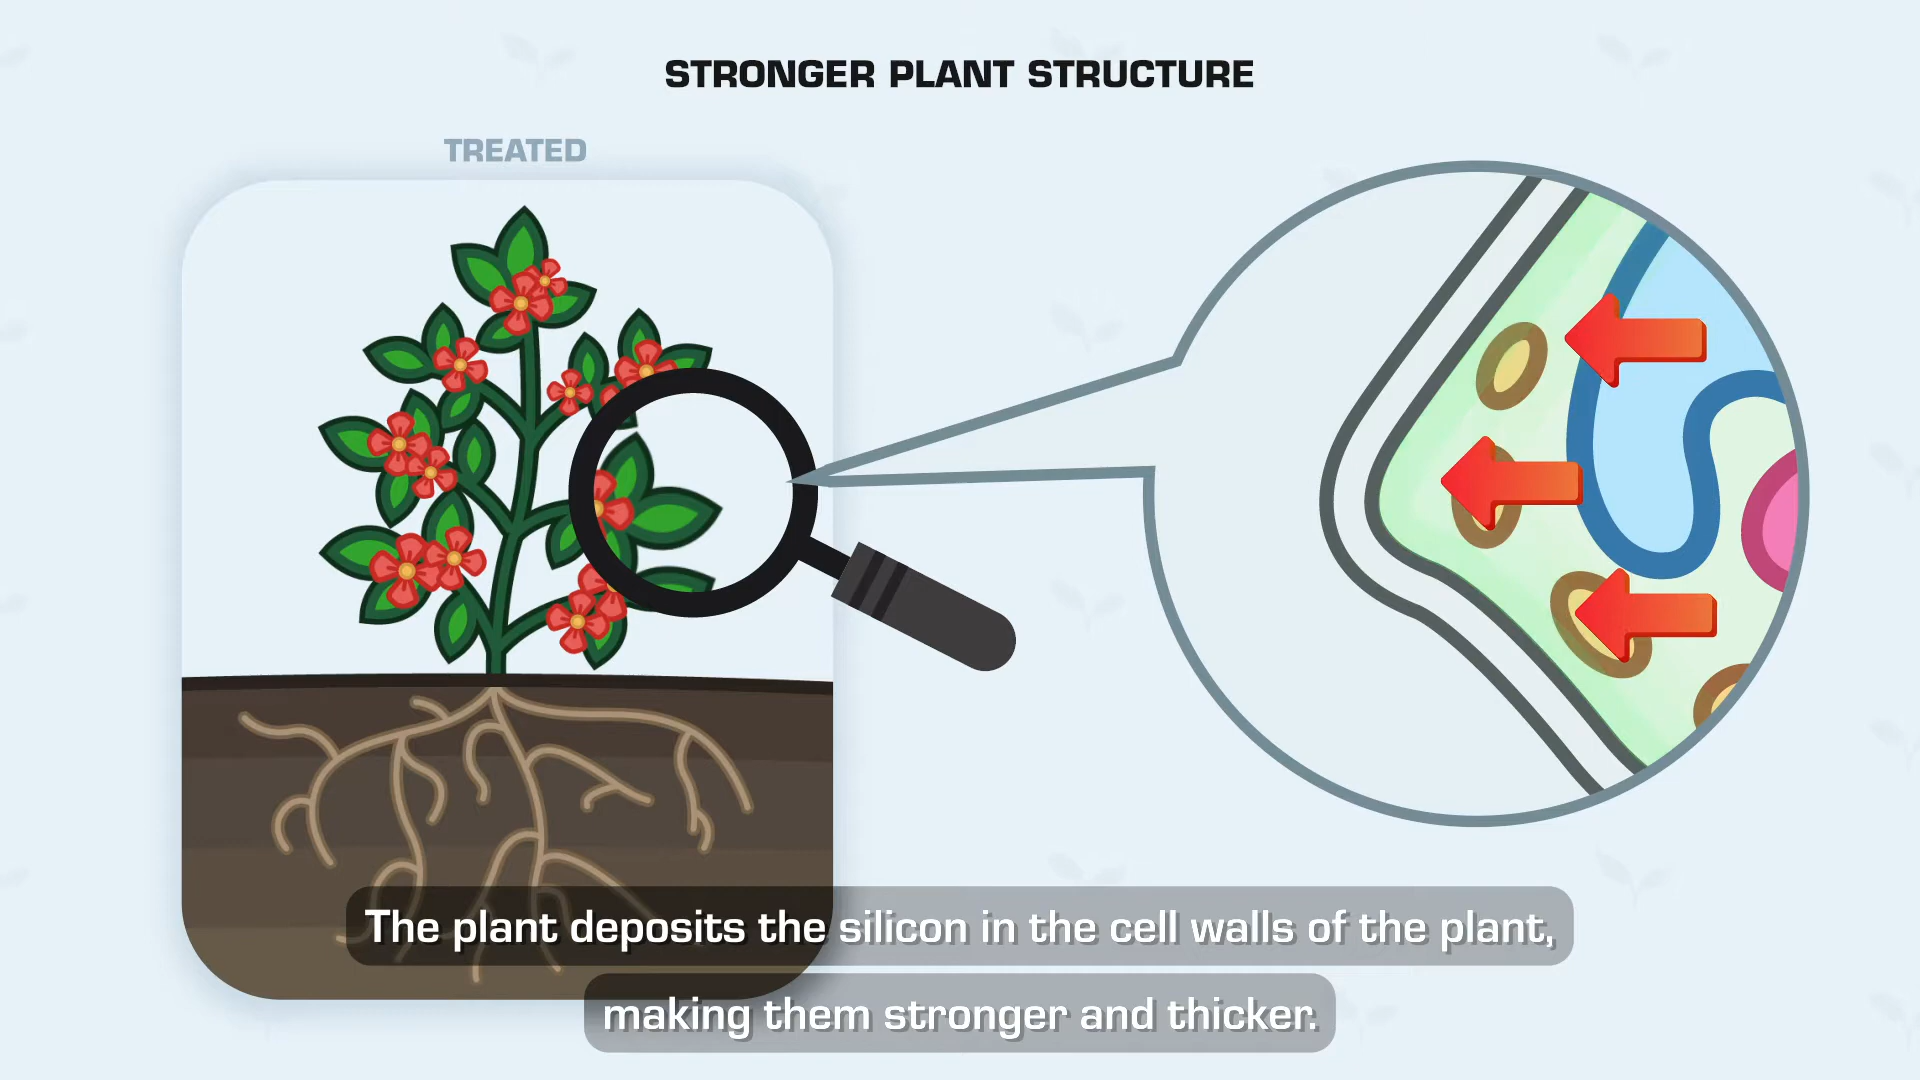 STRONGER PLANT STRUCTURE
TREATED
The plant deposits the silicon in the cell walls of the plant,
making them stronger and thicker.